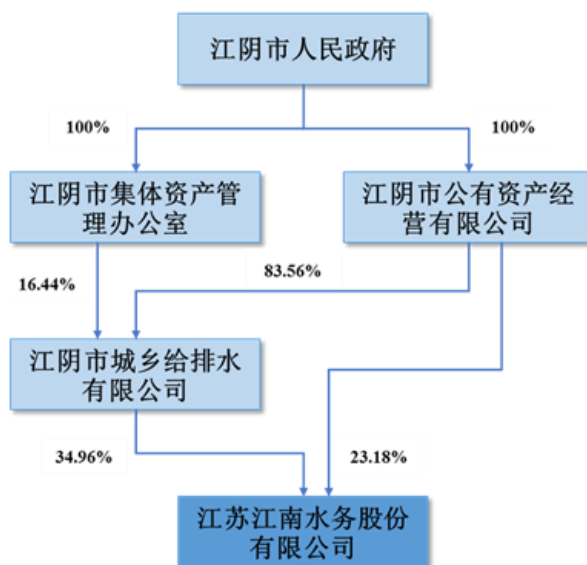 江阴市人民政府
100%
100%
江阴市集体资产管
理办公室
江阴市公有资产经
营有限公司
16.44%
83.56%
江阴市城乡给排水
有限公司
34.96%
23.18%
江苏江南水务股份
有限公司